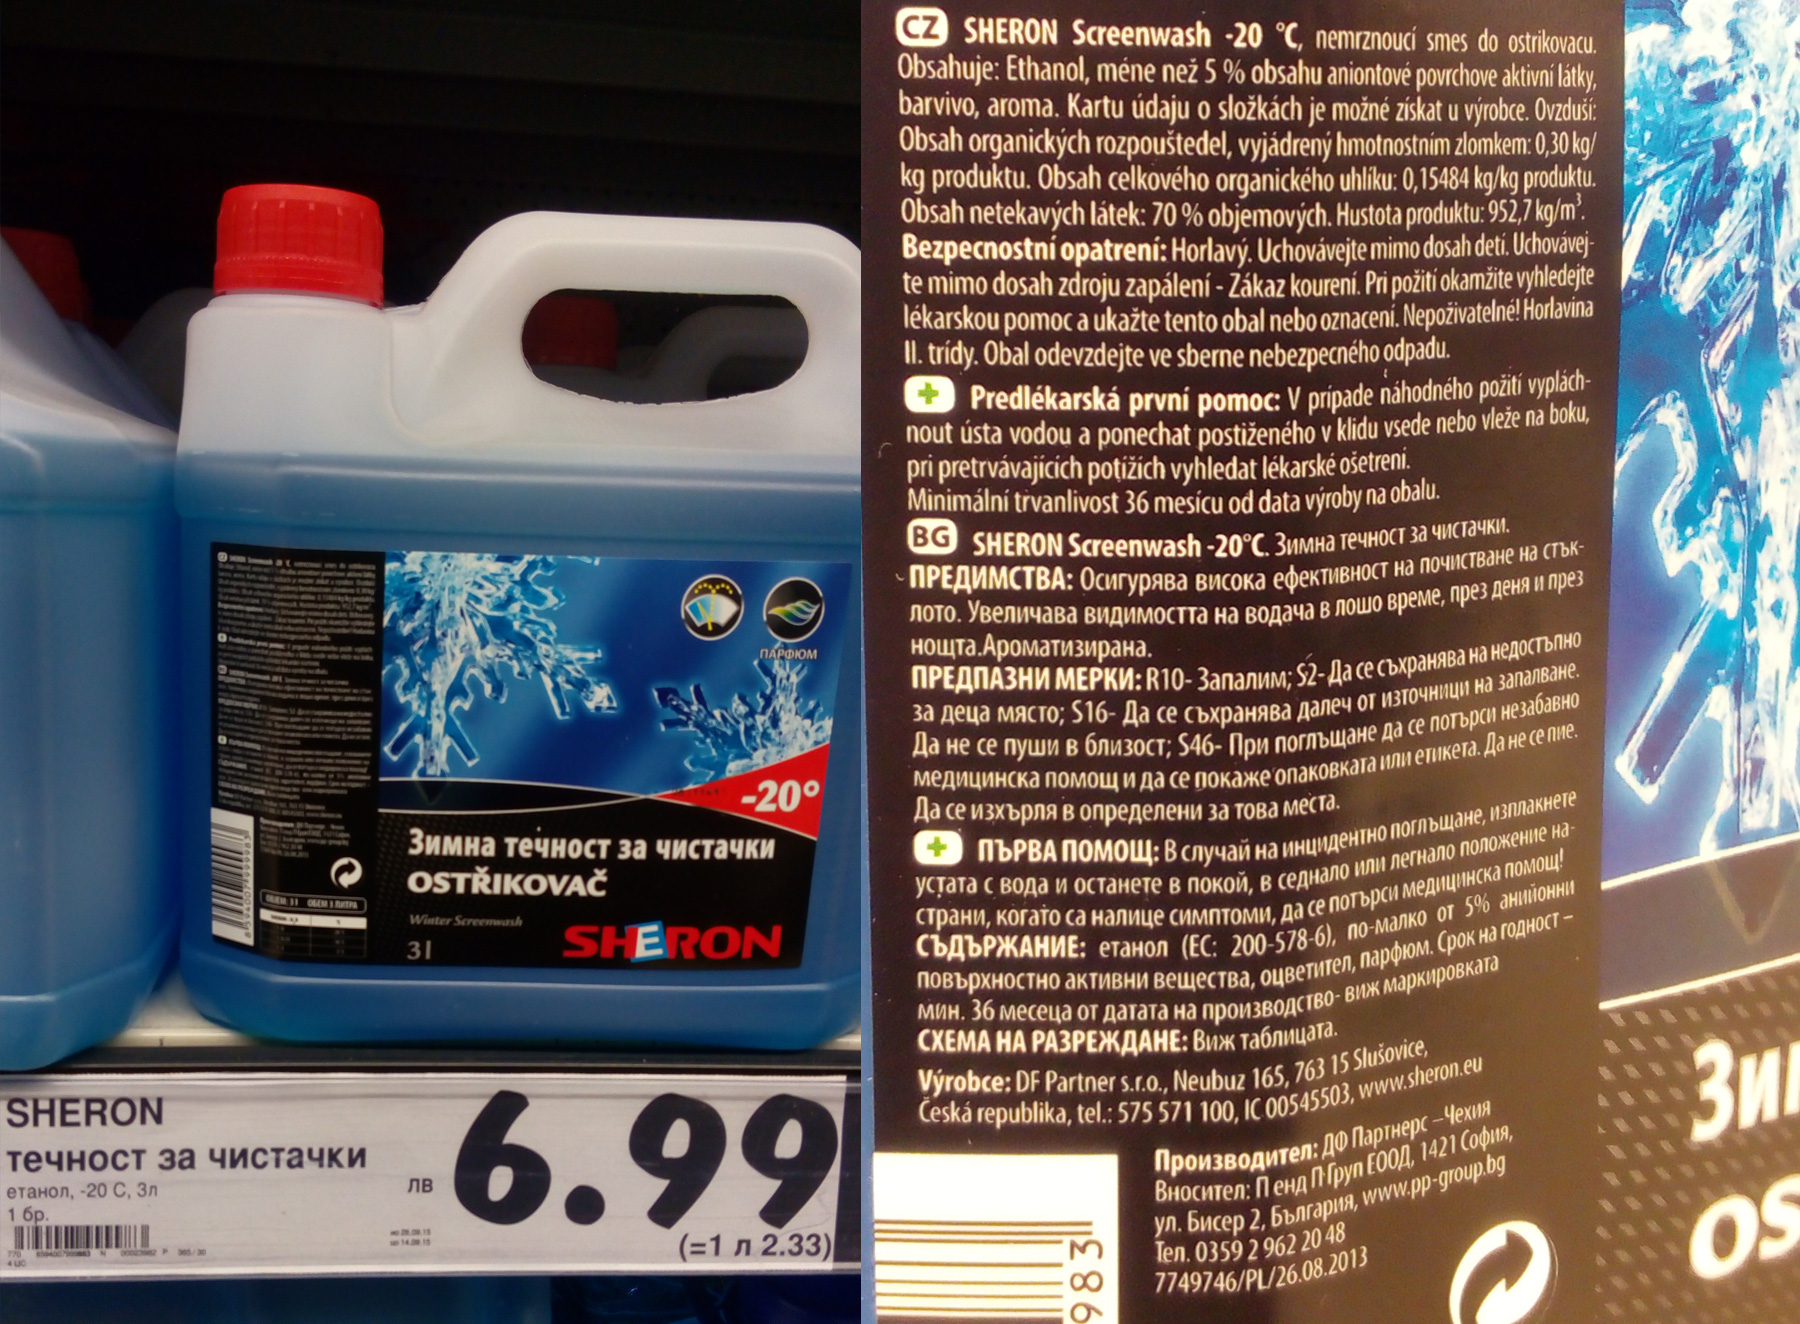 ПАРФЮМ
-20°
Зимна течност за чистачки
OSTŘIKOVAČ
Winter Screenwash
3 l
SHERON
ОБЕМ 3 ЛИТРА
SHERON
течност за чистачки
етанол, -20 C, 3л
1 бр.
лв
6.99
(=1 л 2.33)
CZ SHERON Screenwash -20 °C, nemrznoucí smes do ostrikovacu.
Obsahuje: Ethanol, méne než 5 % obsahu aniontové povrchove aktivní látky,
barvivo, aroma. Kartu údaju o složkách je možné získat u výrobce. Ovzduší:
Obsah organických rozpouštedel, vyjádrený hmotnostním zlomkem: 0,30 kg/
kg produktu. Obsah celkového organického uhlíku: 0,15484 kg/kg produktu.
Obsah netekavých látek: 70 % objemových. Hustota produktu: 952,7 kg/m³.
Bezpecnostní opatrení: Horlavý. Uchovávejte mimo dosah detí. Uchovávej-
te mimo dosah zdroju zapálení - Zákaz kourení. Pri požití okamžite vyhledejte
lékarskou pomoc a ukažte tento obal nebo oznacení. Nepoživatelné! Horlavina
II. trídy. Obal odevzdejte ve sberne nebezpecného odpadu.
Predlékarská první pomoc: V prípade náhodného požití vyplách-
nout ústa vodou a ponechat postiženého v klidu vsede nebo vleže na boku,
pri pretrvávajících potížích vyhledat lékarské ošetrení.
Minimální trvanlivost 36 mesícu od data výroby na obalu.
BG SHERON Screenwash -20°C. Зимна течност за чистачки.
ПРЕДИМСТВА: Осигурява висока ефективност на почистване на стък-
лото. Увеличава видимостта на водача в лошо време, през деня и през
нощта.Ароматизирана.
ПРЕДПАЗНИ МЕРКИ: R10- Запалим; S2- Да се съхранява на недостъпно
за деца място; S16- Да се съхранява далеч от източници на запалване.
Да не се пуши в близост; S46- При поглъщане да се потърси незабавно
медицинска помощ и да се покаже опаковката или етикета. Да не се пие.
Да се изхърля в определени за това места.
ПЪРВА ПОМОЩ: В случай на инцидентно поглъщане, изплакнете
устата с вода и останете в покой, в седнало или легнало положение на-
страни, когато са налице симптоми, да се потърси медицинска помощ!
СЪДЪРЖАНИЕ: етанол (ЕС: 200-578-6), по-малко от 5% анийонни
повърхностно активни вещества, оцветител, парфюм. Срок на годност –
мин. 36 месеца от датата на производство- виж маркировката
СХЕМА НА РАЗРЕЖДАНЕ: Виж таблицата.
Výrobce: DF Partner s.r.o., Neubuz 165, 763 15 Slušovice,
Česká republika, tel.: 575 571 100, IC 00545503, www.sheron.eu
Производител: ДФ Партнерс –Чехия
Вносител: П енд П Груп ЕООД, 1421 София,
ул. Бисер 2, България, www.pp-group.bg
Тел. 0359 2 962 20 48
7749746/PL/26.08.2013
983